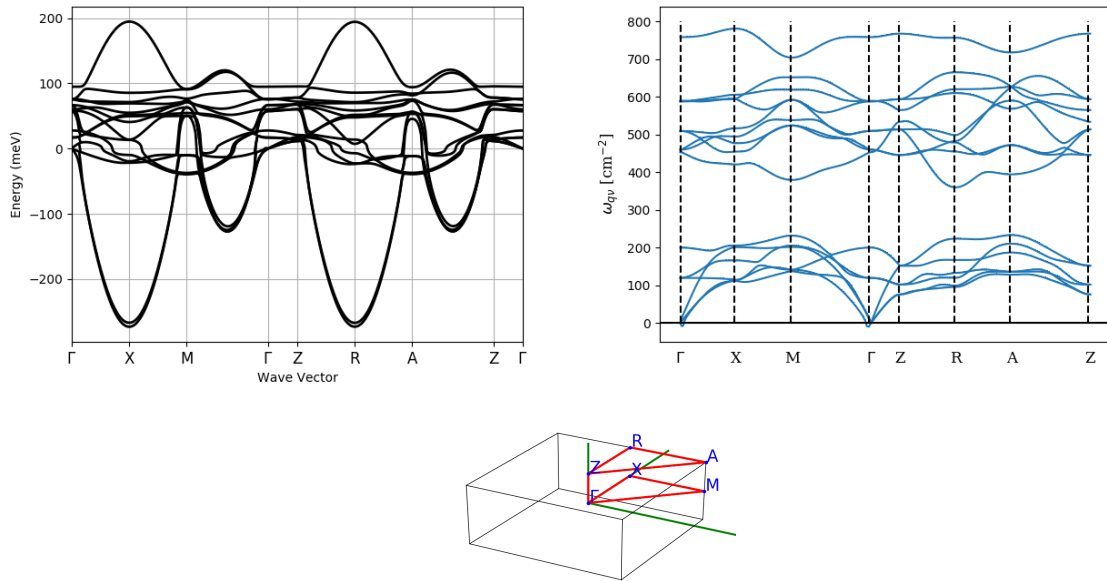 200
100
0
−100
−200
Energy (meV)
Γ X M Γ Z R A Z Γ
Wave Vector
800
700
600
500
400
300
200
100
0
ω_qν [cm⁻²]
Γ X M Γ Z R A Z
R
A
Z
X
M
Γ